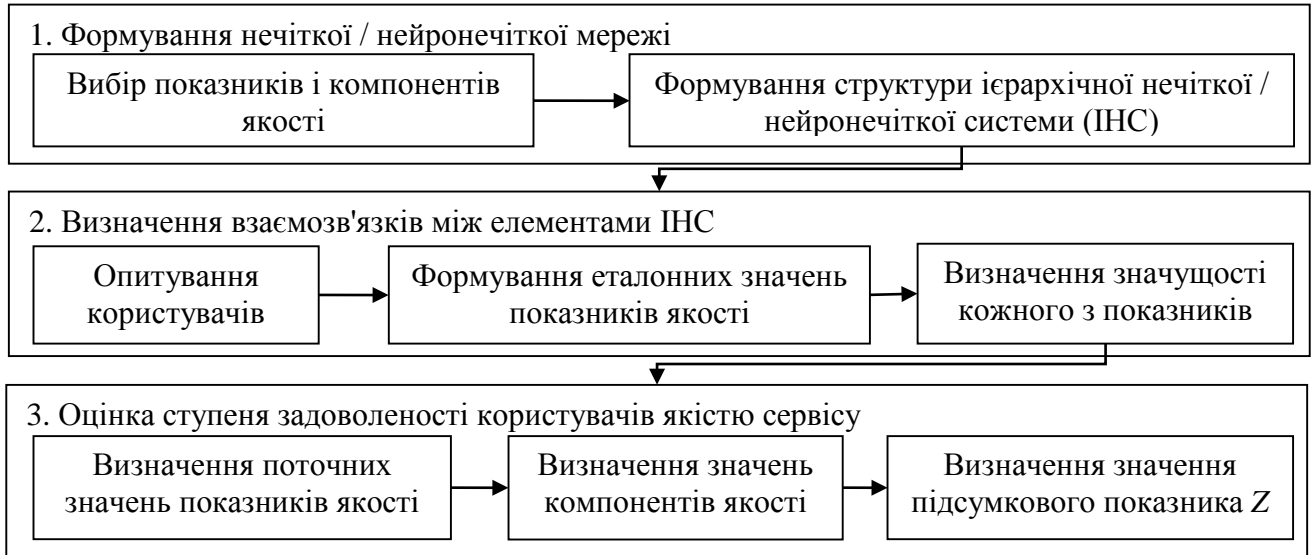 1. Формування нечіткої / нейронечіткої мережі
Вибір показників і компонентів
якості
Формування структури ієрархічної нечіткої /
нейронечіткої системи (ІНС)
2. Визначення взаємозв'язків між елементами ІНС
Опитування
користувачів
Формування еталонних значень
показників якості
Визначення значущості
кожного з показників
3. Оцінка ступеня задоволеності користувачів якістю сервісу
Визначення поточних
значень показників якості
Визначення значень
компонентів якості
Визначення значення
підсумкового показника Z